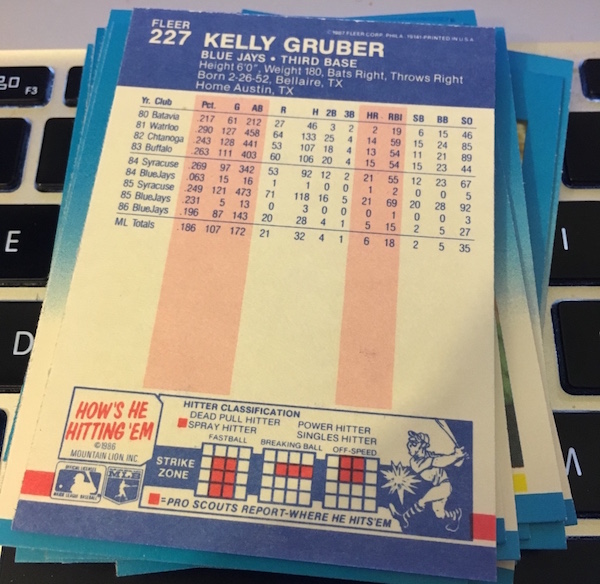 FLEER
227 KELLY GRUBER
©1987 FLEER CORP. PHILA. 19141-PRINTED IN U.S.A.
BLUE JAYS • THIRD BASE
Height 6'0", Weight 180, Bats Right, Throws Right
Born 2-26-52, Bellaire, TX
Home Austin, TX
Yr. Club Pct. G AB R H 2B 3B HR RBI SB BB SO
80 Batavia .217 61 212 27 46 3 2 2 19 6 15 46
81 Watrloo .290 127 458 64 133 25 4 14 59 15 24 85
82 Chtanoga .243 128 441 53 107 18 4 13 54 11 21 89
83 Buffalo .263 111 403 60 106 20 4 15 54 15 23 44
84 Syracuse .269 97 342 53 92 12 2 21 55 12 23 67
84 BlueJays .063 15 16 1 1 0 0 1 2 0 0 5
85 Syracuse .249 121 473 71 118 16 5 21 69 20 28 92
85 BlueJays .231 5 13 0 3 0 0 0 1 0 0 3
86 BlueJays .196 87 143 20 28 4 1 5 15 2 5 27
ML Totals .186 107 172 21 32 4 1 6 18 2 5 35
HOW'S HE
HITTING 'EM
©1986
MOUNTAIN LION, INC.
HITTER CLASSIFICATION
DEAD PULL HITTER POWER HITTER
SPRAY HITTER SINGLES HITTER
FASTBALL BREAKING BALL OFF-SPEED
STRIKE
ZONE
=PRO SCOUTS REPORT-WHERE HE HITS'EM
MAJOR LEAGUE BASEBALL
F3
E
D
I